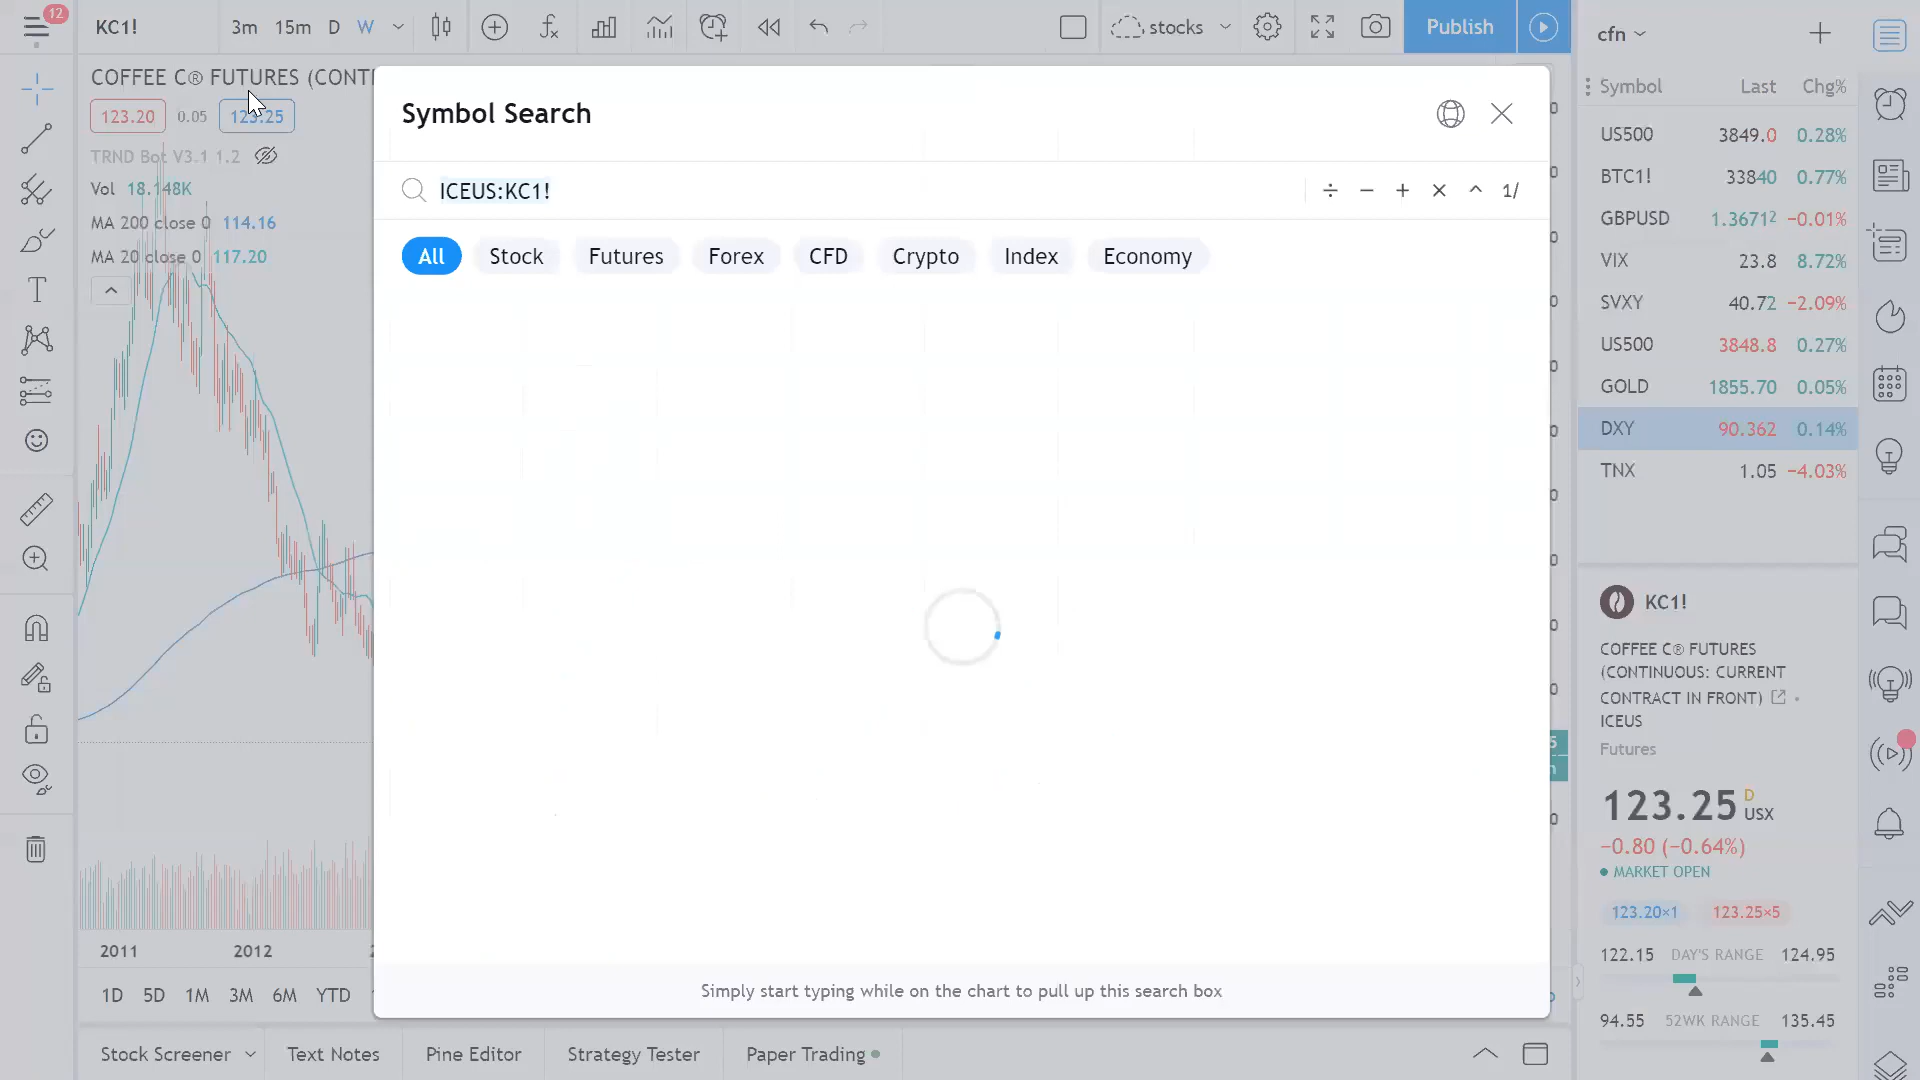 12
KC1!
3m 15m D W
stocks
Publish
cfn
COFFEE C® FUTURES (CONTI
123.20 0.05 123.25
TRND Bot V3.1 1.2
Vol 18.148K
MA 200 close 0 114.16
MA 20 close 0 117.20
2011 2012
1D 5D 1M 3M 6M YTD
Symbol Search
ICEUS:KC1!
÷ − + × ^ 1/
All Stock Futures Forex CFD Crypto Index Economy
Simply start typing while on the chart to pull up this search box
Symbol Last Chg%
US500 3849.0 0.28%
BTC1! 33840 0.77%
GBPUSD 1.3671² −0.01%
VIX 23.8 8.72%
SVXY 40.72 −2.09%
US500 3848.8 0.27%
GOLD 1855.70 0.05%
DXY 90.362 0.14%
TNX 1.05 −4.03%
KC1!
COFFEE C® FUTURES
(CONTINUOUS: CURRENT
CONTRACT IN FRONT) •
ICEUS
Futures
123.25 D USX
−0.80 (−0.64%)
MARKET OPEN
123.20×1 123.25×5
122.15 DAY'S RANGE 124.95
94.55 52WK RANGE 135.45
Stock Screener Text Notes Pine Editor Strategy Tester Paper Trading